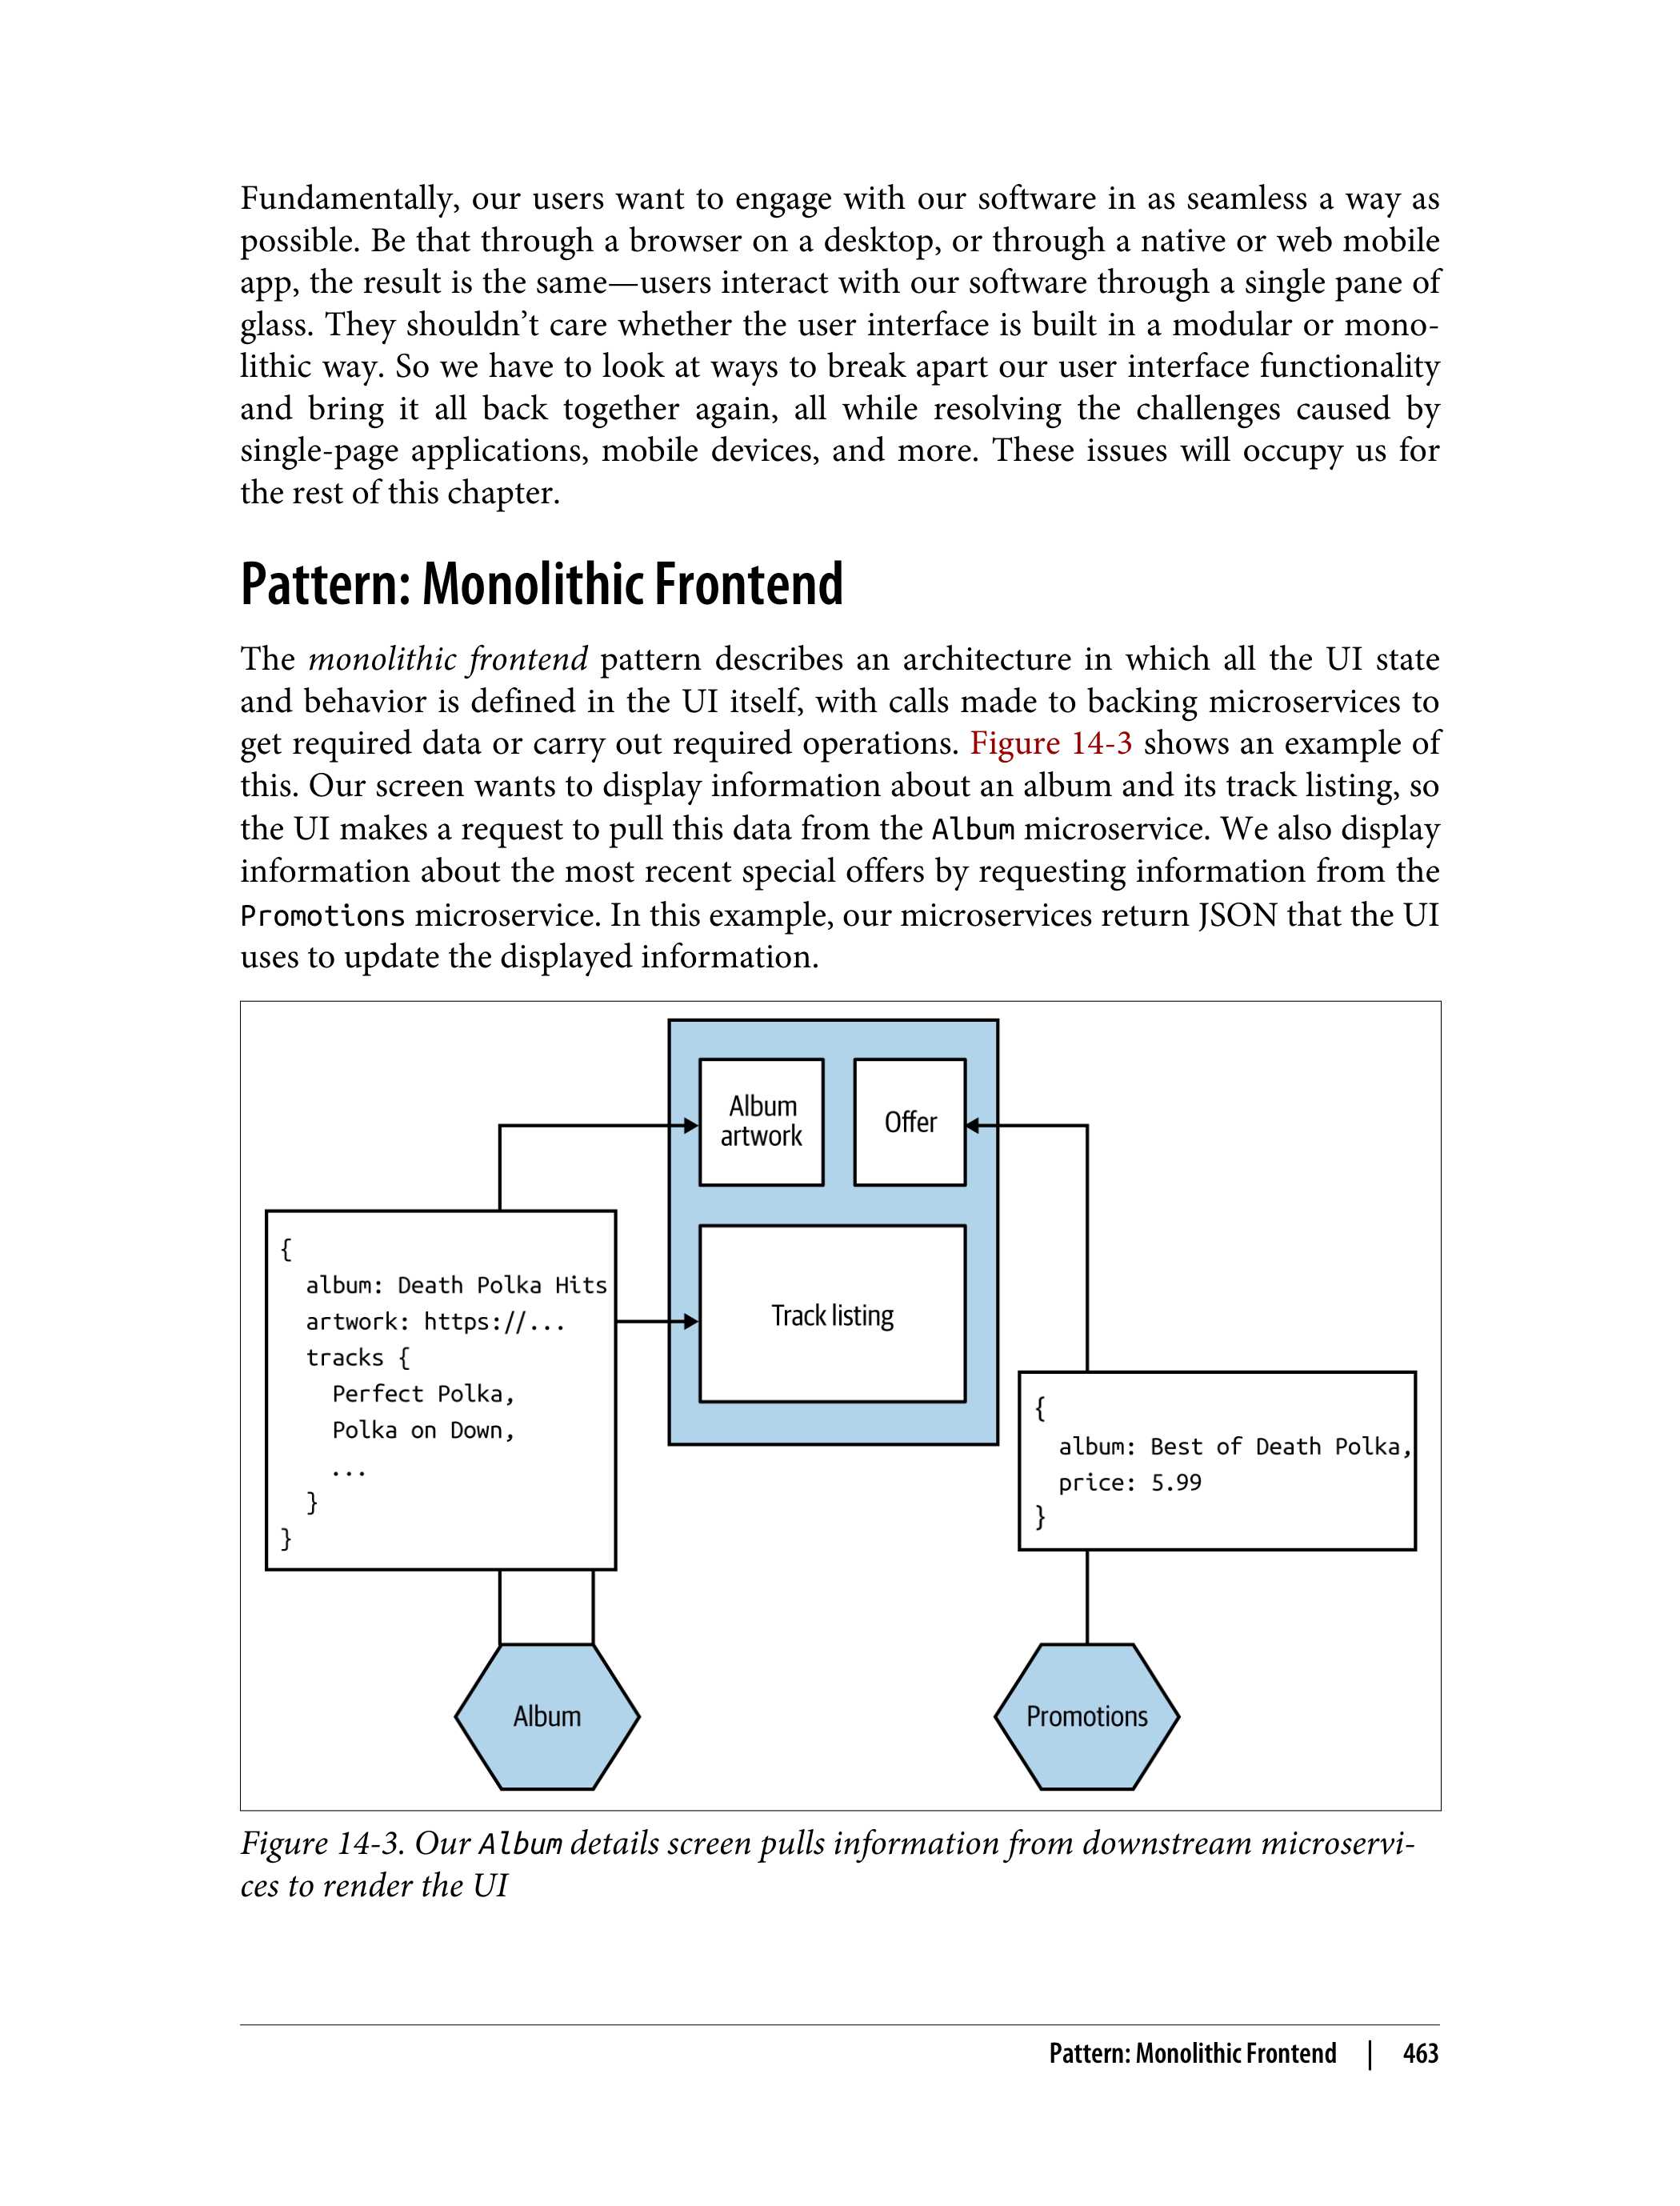 Fundamentally, our users want to engage with our software in as seamless a way as
possible. Be that through a browser on a desktop, or through a native or web mobile
app, the result is the same—users interact with our software through a single pane of
glass. They shouldn’t care whether the user interface is built in a modular or mono-
lithic way. So we have to look at ways to break apart our user interface functionality
and bring it all back together again, all while resolving the challenges caused by
single-page applications, mobile devices, and more. These issues will occupy us for
the rest of this chapter.
Pattern: Monolithic Frontend
The monolithic frontend pattern describes an architecture in which all the UI state
and behavior is defined in the UI itself, with calls made to backing microservices to
get required data or carry out required operations. Figure 14-3 shows an example of
this. Our screen wants to display information about an album and its track listing, so
the UI makes a request to pull this data from the Album microservice. We also display
information about the most recent special offers by requesting information from the
Promotions microservice. In this example, our microservices return JSON that the UI
uses to update the displayed information.
Album
artwork
Offer
Track listing
{
album: Death Polka Hits
artwork: https://...
tracks {
Perfect Polka,
Polka on Down,
...
}
}
{
album: Best of Death Polka,
price: 5.99
}
Album
Promotions
Figure 14-3. Our Album details screen pulls information from downstream microservi-
ces to render the UI
Pattern: Monolithic Frontend | 463